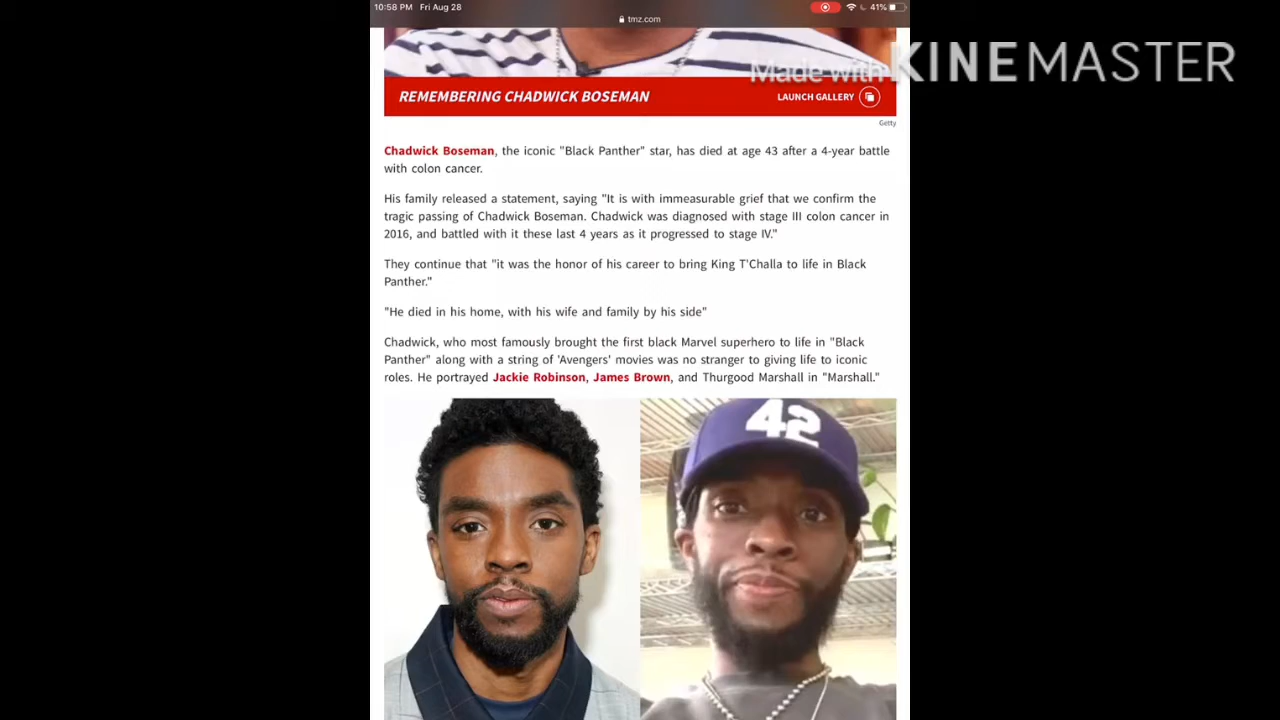 10:58 PM Fri Aug 28
41%
tmz.com
Made with KINEMASTER
REMEMBERING CHADWICK BOSEMAN
LAUNCH GALLERY
Getty
Chadwick Boseman, the iconic "Black Panther" star, has died at age 43 after a 4-year battle
with colon cancer.
His family released a statement, saying "It is with immeasurable grief that we confirm the
tragic passing of Chadwick Boseman. Chadwick was diagnosed with stage III colon cancer in
2016, and battled with it these last 4 years as it progressed to stage IV."
They continue that "it was the honor of his career to bring King T'Challa to life in Black
Panther."
"He died in his home, with his wife and family by his side"
Chadwick, who most famously brought the first black Marvel superhero to life in "Black
Panther" along with a string of 'Avengers' movies was no stranger to giving life to iconic
roles. He portrayed Jackie Robinson, James Brown, and Thurgood Marshall in "Marshall."
42